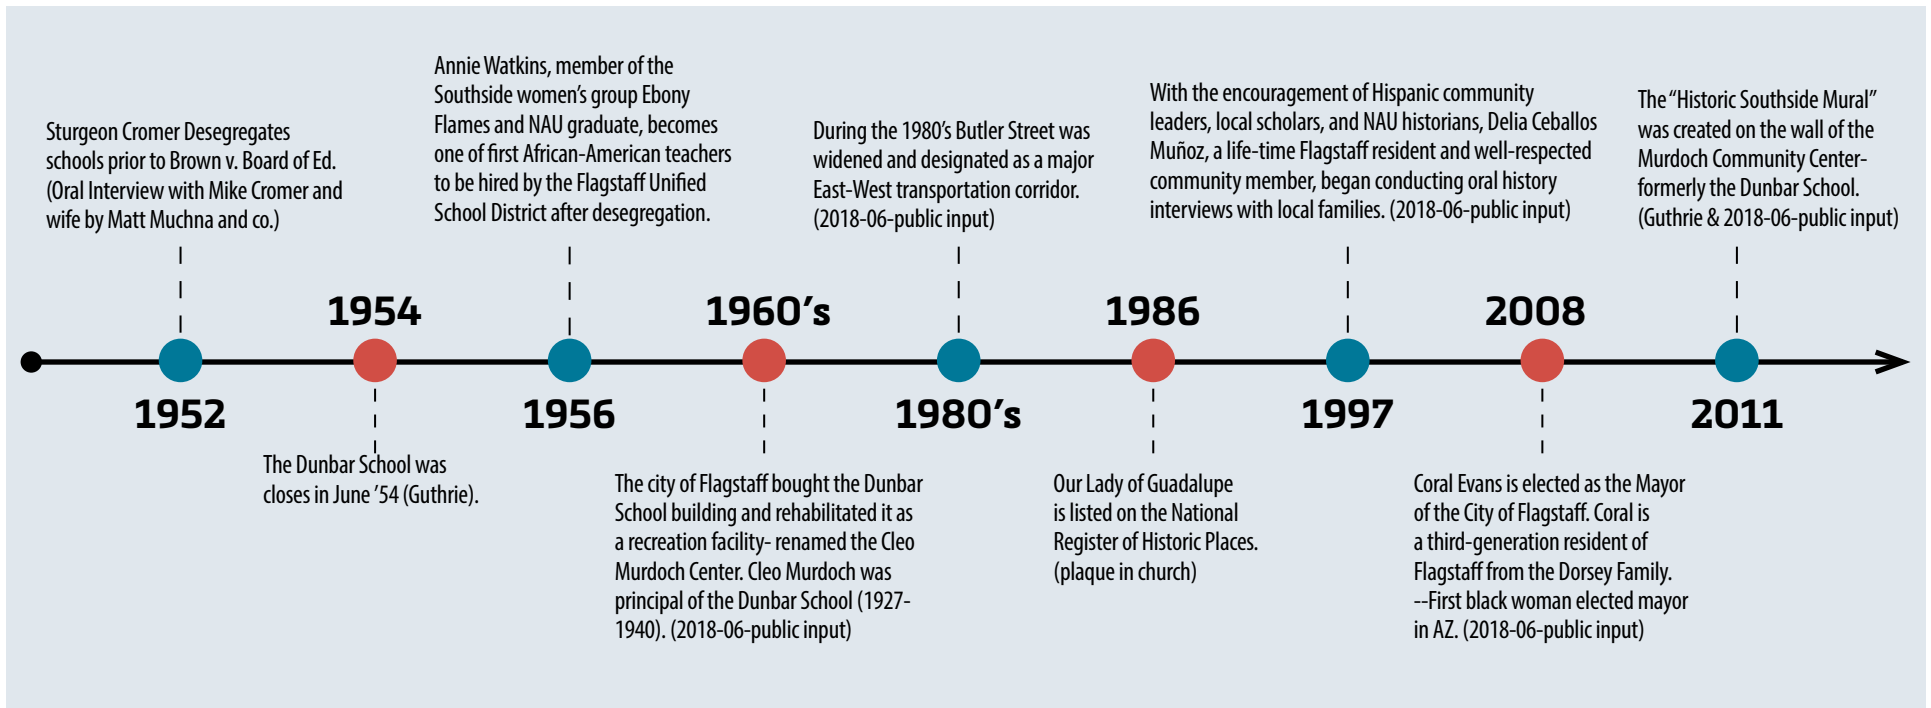 Sturgeon Cromer Desegregates
schools prior to Brown v. Board of Ed.
(Oral Interview with Mike Cromer and
wife by Matt Muchna and co.)
1952
1954
The Dunbar School was
closes in June ’54 (Guthrie).
Annie Watkins, member of the
Southside women’s group Ebony
Flames and NAU graduate, becomes
one of first African-American teachers
to be hired by the Flagstaff Unified
School District after desegregation.
1956
1960’s
The city of Flagstaff bought the Dunbar
School building and rehabilitated it as
a recreation facility- renamed the Cleo
Murdoch Center. Cleo Murdoch was
principal of the Dunbar School (1927-
1940). (2018-06-public input)
During the 1980’s Butler Street was
widened and designated as a major
East-West transportation corridor.
(2018-06-public input)
1980’s
1986
Our Lady of Guadalupe
is listed on the National
Register of Historic Places.
(plaque in church)
With the encouragement of Hispanic community
leaders, local scholars, and NAU historians, Delia Ceballos
Muñoz, a life-time Flagstaff resident and well-respected
community member, began conducting oral history
interviews with local families. (2018-06-public input)
1997
2008
Coral Evans is elected as the Mayor
of the City of Flagstaff. Coral is
a third-generation resident of
Flagstaff from the Dorsey Family.
--First black woman elected mayor
in AZ. (2018-06-public input)
The “Historic Southside Mural”
was created on the wall of the
Murdoch Community Center-
formerly the Dunbar School.
(Guthrie & 2018-06-public input)
2011